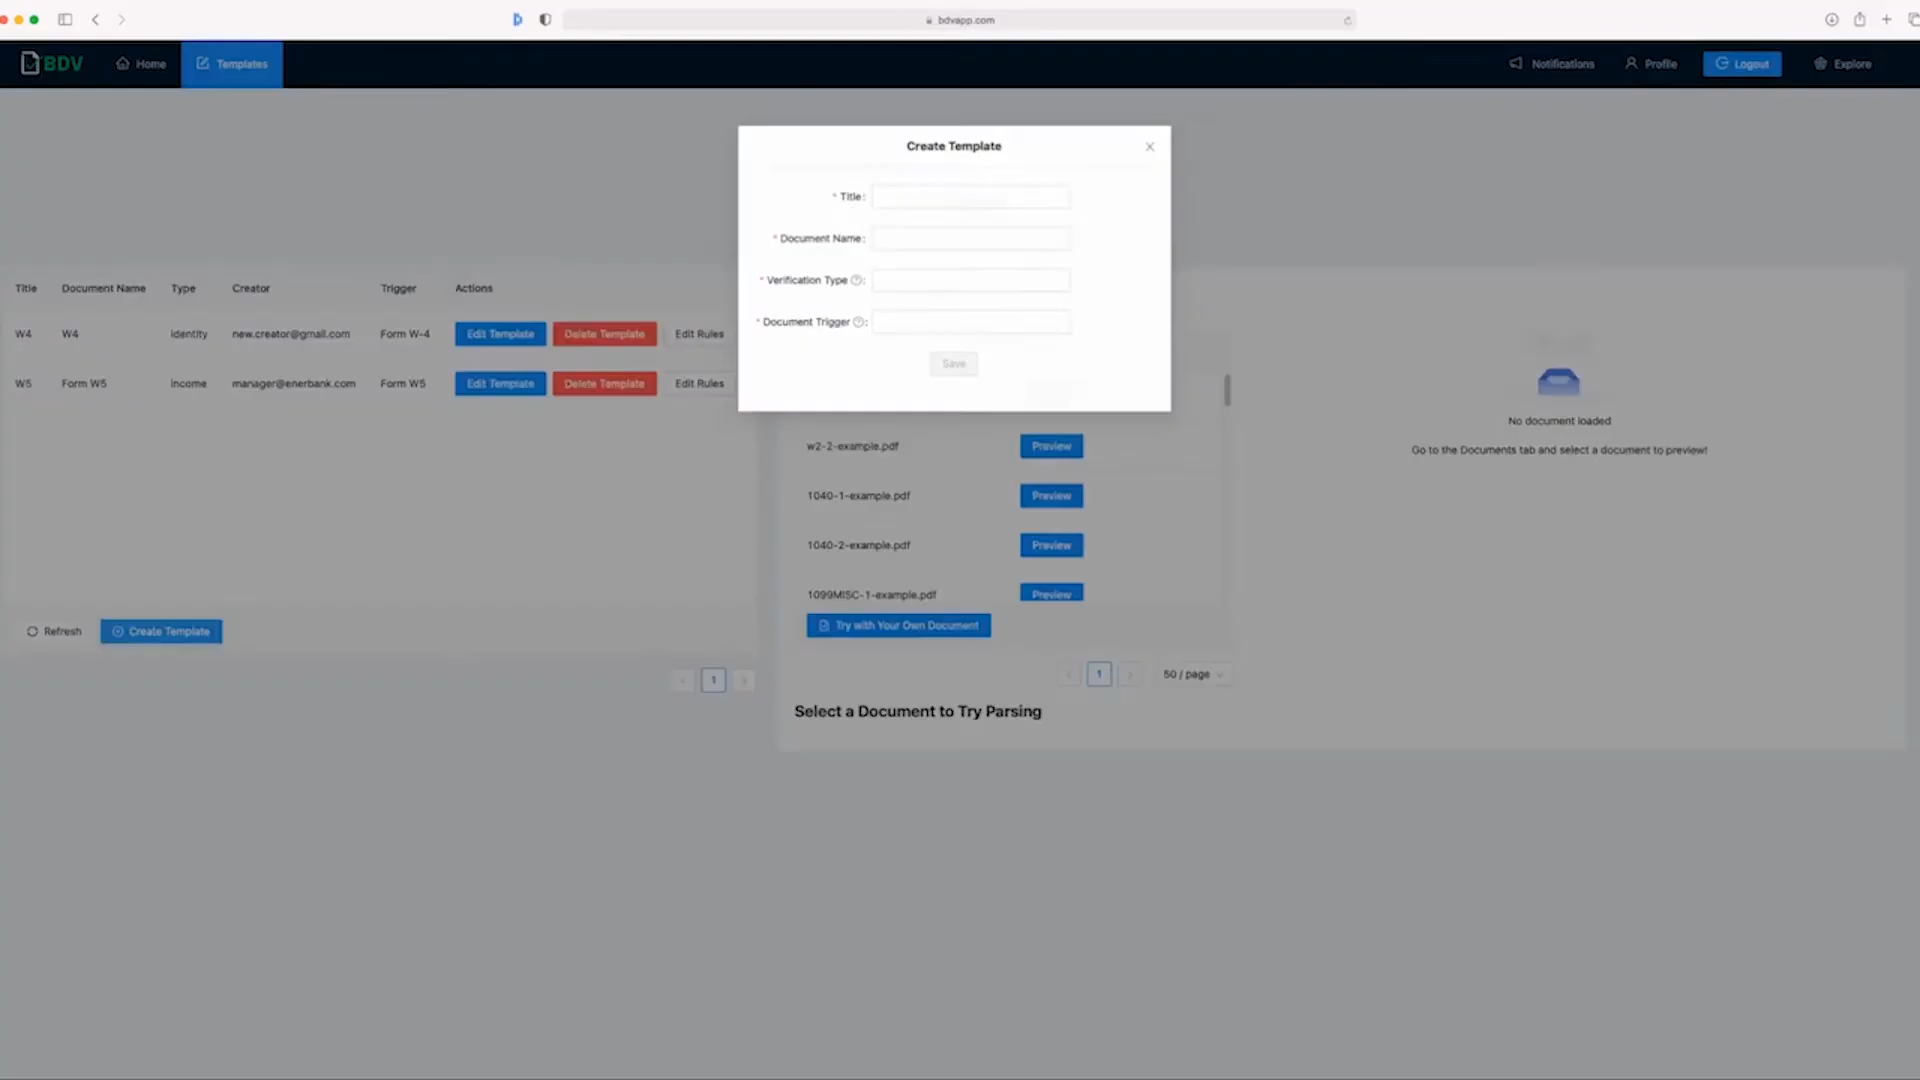 bdvapp.com
BDV Home Templates Notifications Profile Logout Explore
Create Template
* Title :
* Document Name :
* Verification Type :
* Document Trigger :
Save
Title Document Name Type Creator Trigger Actions
W4 W4 identity new.creator@gmail.com Form W-4 Edit Template Delete Template Edit Rules
W5 Form W5 income manager@enerbank.com Form W5 Edit Template Delete Template Edit Rules
Refresh Create Template
1
w2-2-example.pdf Preview
1040-1-example.pdf Preview
1040-2-example.pdf Preview
1099MISC-1-example.pdf Preview
Try with Your Own Document
1 50 / page
Select a Document to Try Parsing
No document loaded
Go to the Documents tab and select a document to preview!